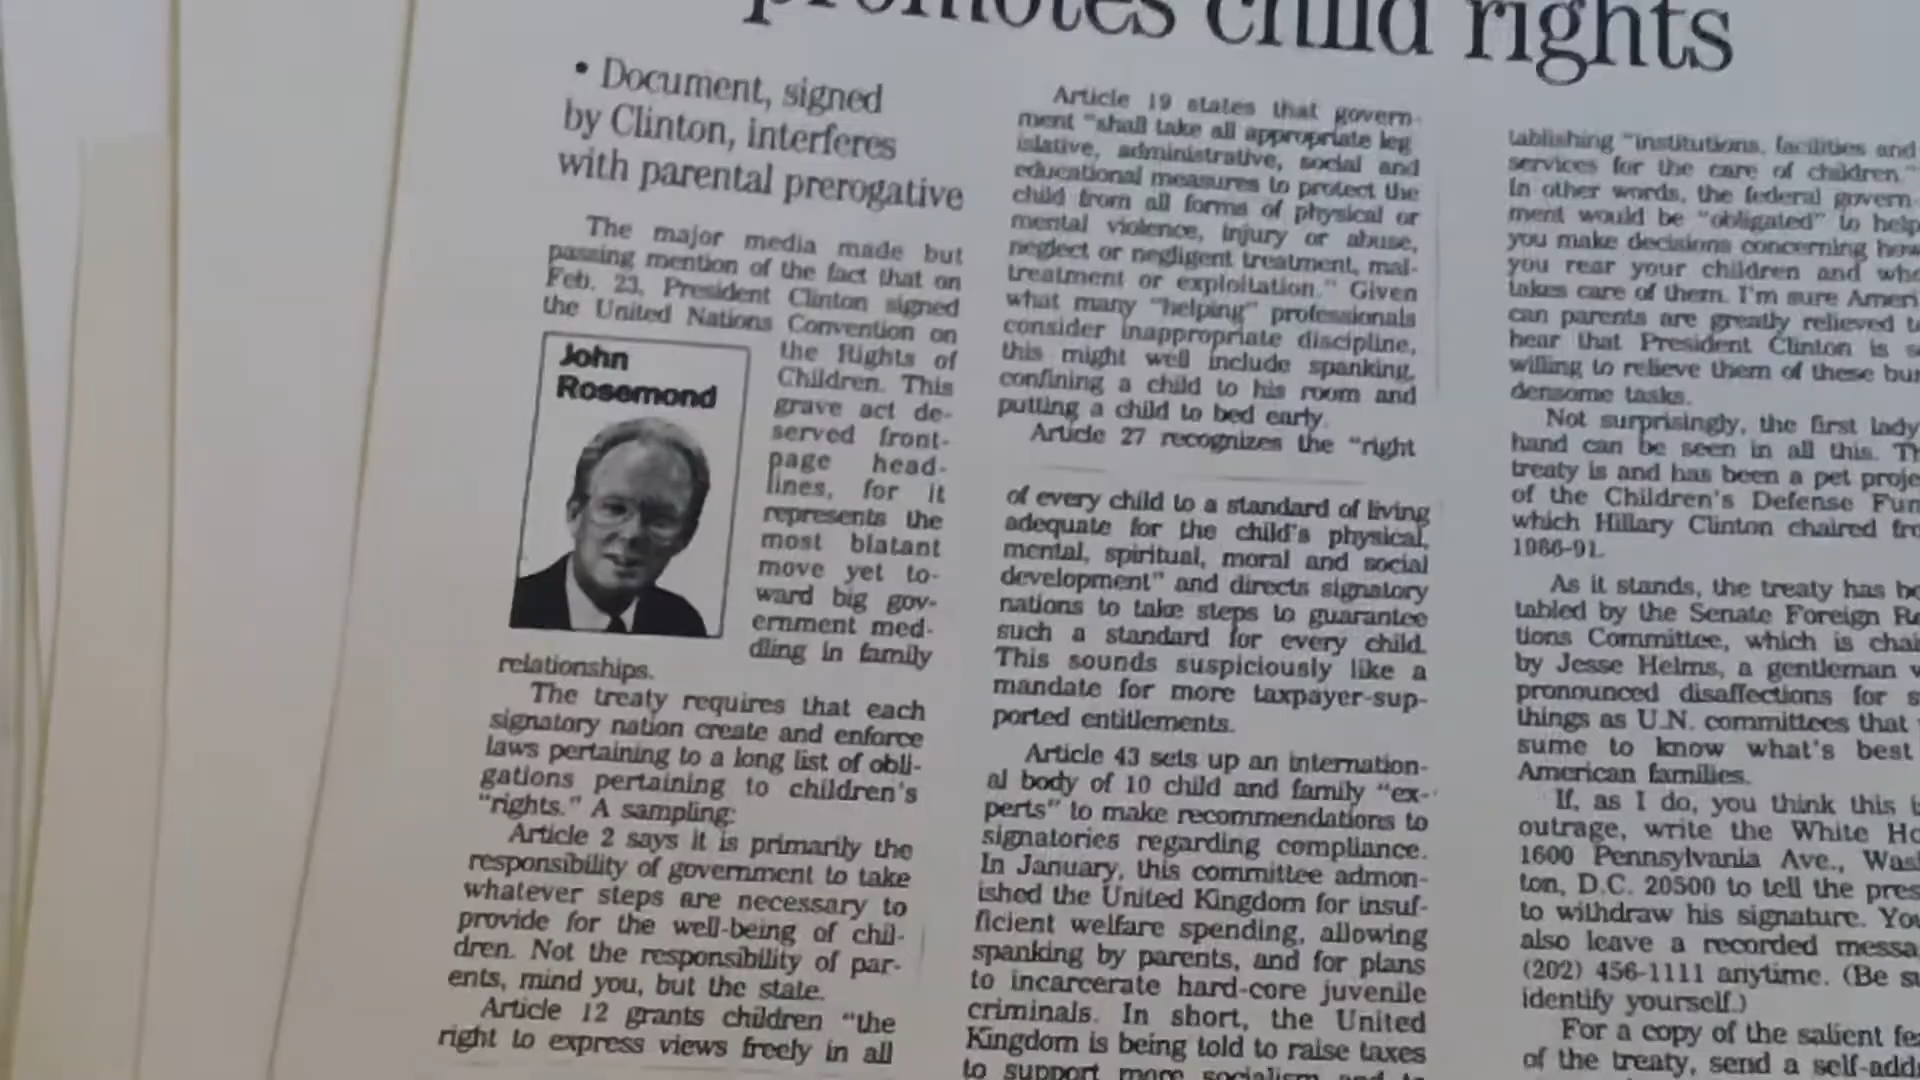 promotes child rights
• Document, signed
by Clinton, interferes
with parental prerogative
The major media made but
passing mention of the fact that on
Feb. 23, President Clinton signed
the United Nations Convention on
the Rights of
Children. This
grave act de-
served front-
page head-
lines, for it
represents the
most blatant
move yet to-
ward big gov-
ernment med-
dling in family
John
Rosemond
relationships.
The treaty requires that each
signatory nation create and enforce
laws pertaining to a long list of obli-
gations pertaining to children's
"rights." A sampling:
Article 2 says it is primarily the
responsibility of government to take
whatever steps are necessary to
provide for the well-being of chil-
dren. Not the responsibility of par-
ents, mind you, but the state.
Article 12 grants children "the
right to express views freely in all
Article 19 states that govern-
ment "shall take all appropriate leg
islative, administrative, social and
educational measures to protect the
child from all forms of physical or
mental violence, injury or abuse,
neglect or negligent treatment, mal-
treatment or exploitation." Given
what many "helping" professionals
consider inappropriate discipline,
this might well include spanking,
confining a child to his room and
putting a child to bed early.
Article 27 recognizes the "right
of every child to a standard of living
adequate for the child's physical,
mental, spiritual, moral and social
development" and directs signatory
nations to take steps to guarantee
such a standard for every child.
This sounds suspiciously like a
mandate for more taxpayer-sup-
ported entitlements.
Article 43 sets up an internation-
al body of 10 child and family "ex-
perts" to make recommendations to
signatories regarding compliance.
In January, this committee admon-
ished the United Kingdom for insuf-
ficient welfare spending, allowing
spanking by parents, and for plans
to incarcerate hard-core juvenile
criminals. In short, the United
Kingdom is being told to raise taxes
to support more socialism and to
tablishing "institutions, facilities and
services for the care of children."
In other words, the federal govern-
ment would be "obligated" to help
you make decisions concerning how
you rear your children and who
takes care of them. I'm sure Ameri
can parents are greatly relieved to
hear that President Clinton is s
willing to relieve them of these bur
densome tasks.
Not surprisingly, the first lady'
hand can be seen in all this. Th
treaty is and has been a pet proje
of the Children's Defense Fun
which Hillary Clinton chaired fro
1986-91.
As it stands, the treaty has be
tabled by the Senate Foreign Re
tions Committee, which is chai
by Jesse Helms, a gentleman w
pronounced disaffections for s
things as U.N. committees that
sume to know what's best
American families.
If, as I do, you think this is
outrage, write the White Ho
1600 Pennsylvania Ave., Was
ton, D.C. 20500 to tell the pres
to withdraw his signature. You
also leave a recorded messa
(202) 456-1111 anytime. (Be su
identify yourself.)
For a copy of the salient fe
of the treaty, send a self-add